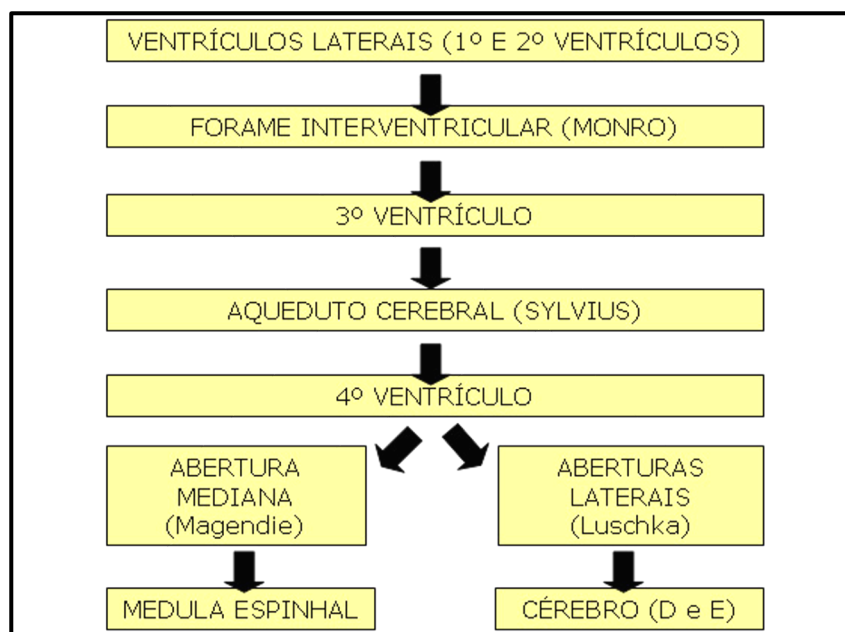 VENTRÍCULOS LATERAIS (1º E 2º VENTRÍCULOS)
FORAME INTERVENTRICULAR (MONRO)
3º VENTRÍCULO
AQUEDUTO CEREBRAL (SYLVIUS)
4º VENTRÍCULO
ABERTURA
MEDIANA
(Magendie)
ABERTURAS
LATERAIS
(Luschka)
MEDULA ESPINHAL
CÉREBRO (D e E)